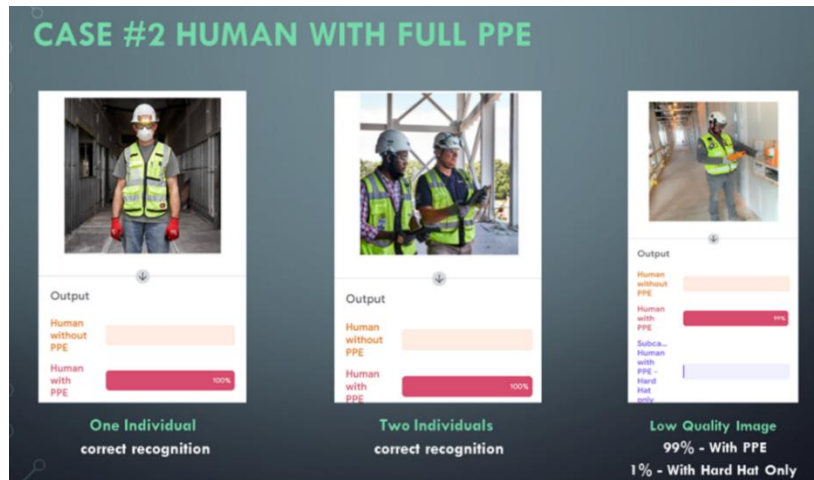 CASE #2 HUMAN WITH FULL PPE
Output
Human
without
PPE
Human
with
PPE
100%
One Individual
correct recognition
Output
Human
without
PPE
Human
with
PPE
100%
Two Individuals
correct recognition
Output
Human
without
PPE
Human
with
PPE
99%
Subca...
Human
with
PPE -
Hard
Hat
only
Low Quality Image
99% - With PPE
1% - With Hard Hat Only